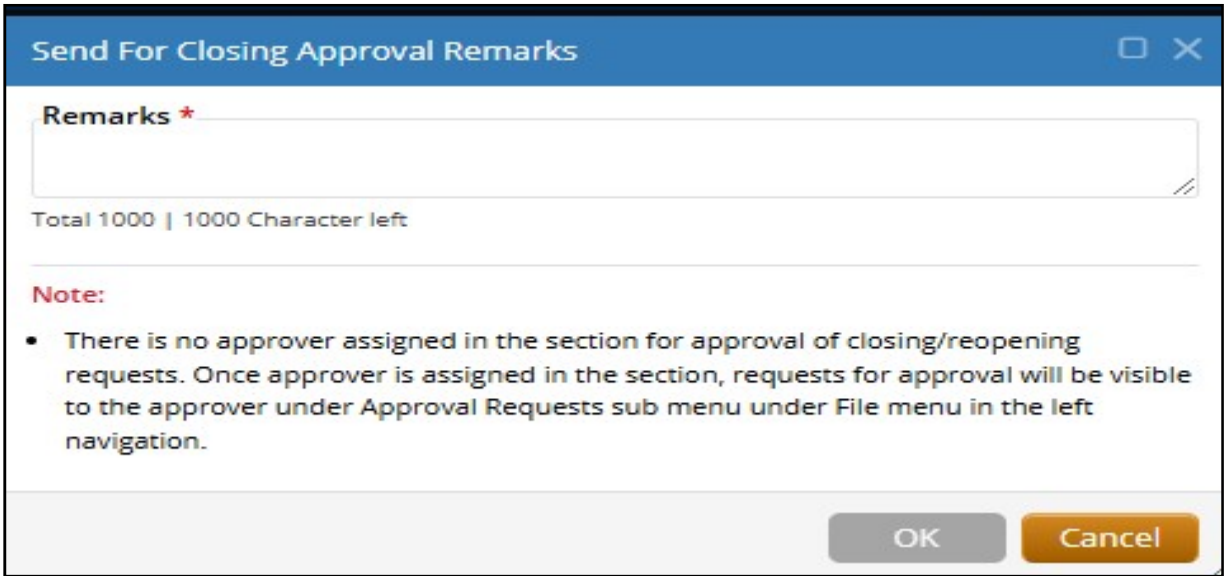 Send For Closing Approval Remarks
Remarks *
Total 1000 | 1000 Character left
Note:
• There is no approver assigned in the section for approval of closing/reopening
requests. Once approver is assigned in the section, requests for approval will be visible
to the approver under Approval Requests sub menu under File menu in the left
navigation.
OK Cancel